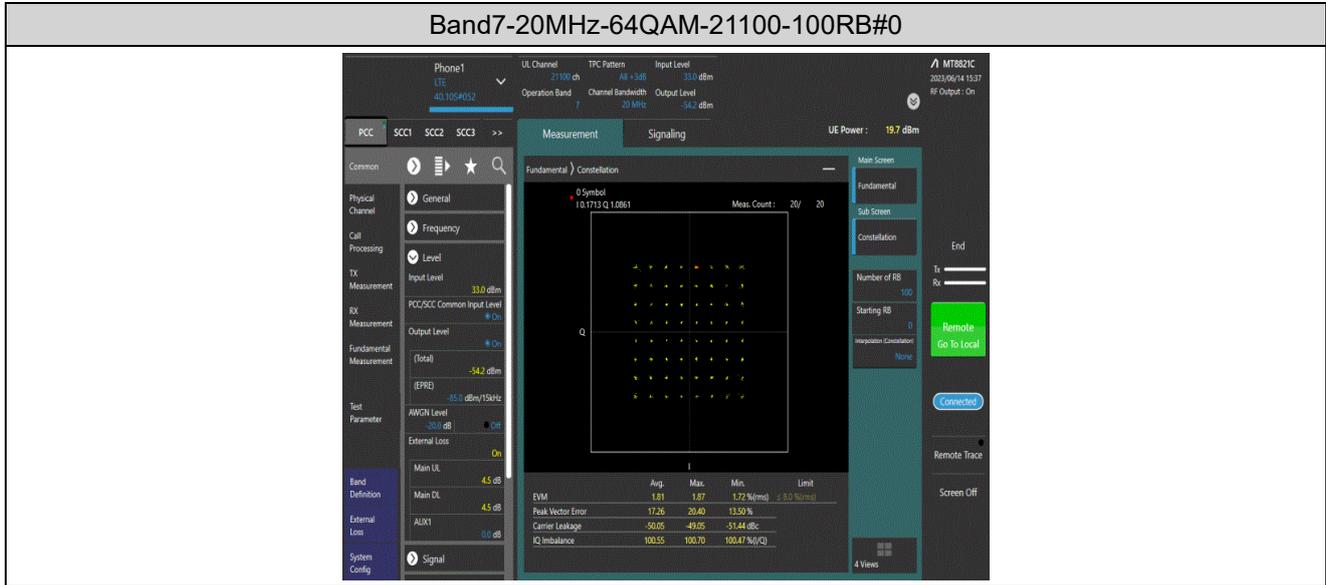 Band7-20MHz-64QAM-21100-100RB#0
Phone1
LTE
40.10S#052
UL Channel TPC Pattern Input Level
21100 ch All +3dB 33.0 dBm
Operation Band Channel Bandwidth Output Level
7 20 MHz -54.2 dBm
MT8821C
2023/06/14 15:37
RF Output : On
PCC SCC1 SCC2 SCC3 >>
Measurement Signaling UE Power : 19.7 dBm
Common
Physical Channel
Call Processing
TX Measurement
RX Measurement
Fundamental Measurement
Test Parameter
Band Definition
External Loss
System Config
General
Frequency
Level
Input Level
33.0 dBm
PCC/SCC Common Input Level
On
Output Level
On
(Total)
-54.2 dBm
(EPRE)
-85.0 dBm/15kHz
AWGN Level
-20.0 dB Off
External Loss
On
Main UL
4.5 dB
Main DL
4.5 dB
AUX1
0.0 dB
Signal
Fundamental Constellation
0 Symbol
I 0.1713 Q 1.0861 Meas. Count : 20/ 20
Q
I
Avg. Max. Min. Limit
EVM 1.81 1.87 1.72 %(rms) ≤ 8.0 %(rms)
Peak Vector Error 17.26 20.40 13.50 %
Carrier Leakage -50.05 -49.05 -51.44 dBc
IQ Imbalance 100.55 100.70 100.47 %(I/Q)
Main Screen
Fundamental
Sub Screen
Constellation
Number of RB
100
Starting RB
0
Interpolation (Constellation)
None
4 Views
End
Tx
Rx
Remote
Go To Local
Connected
Remote Trace
Screen Off